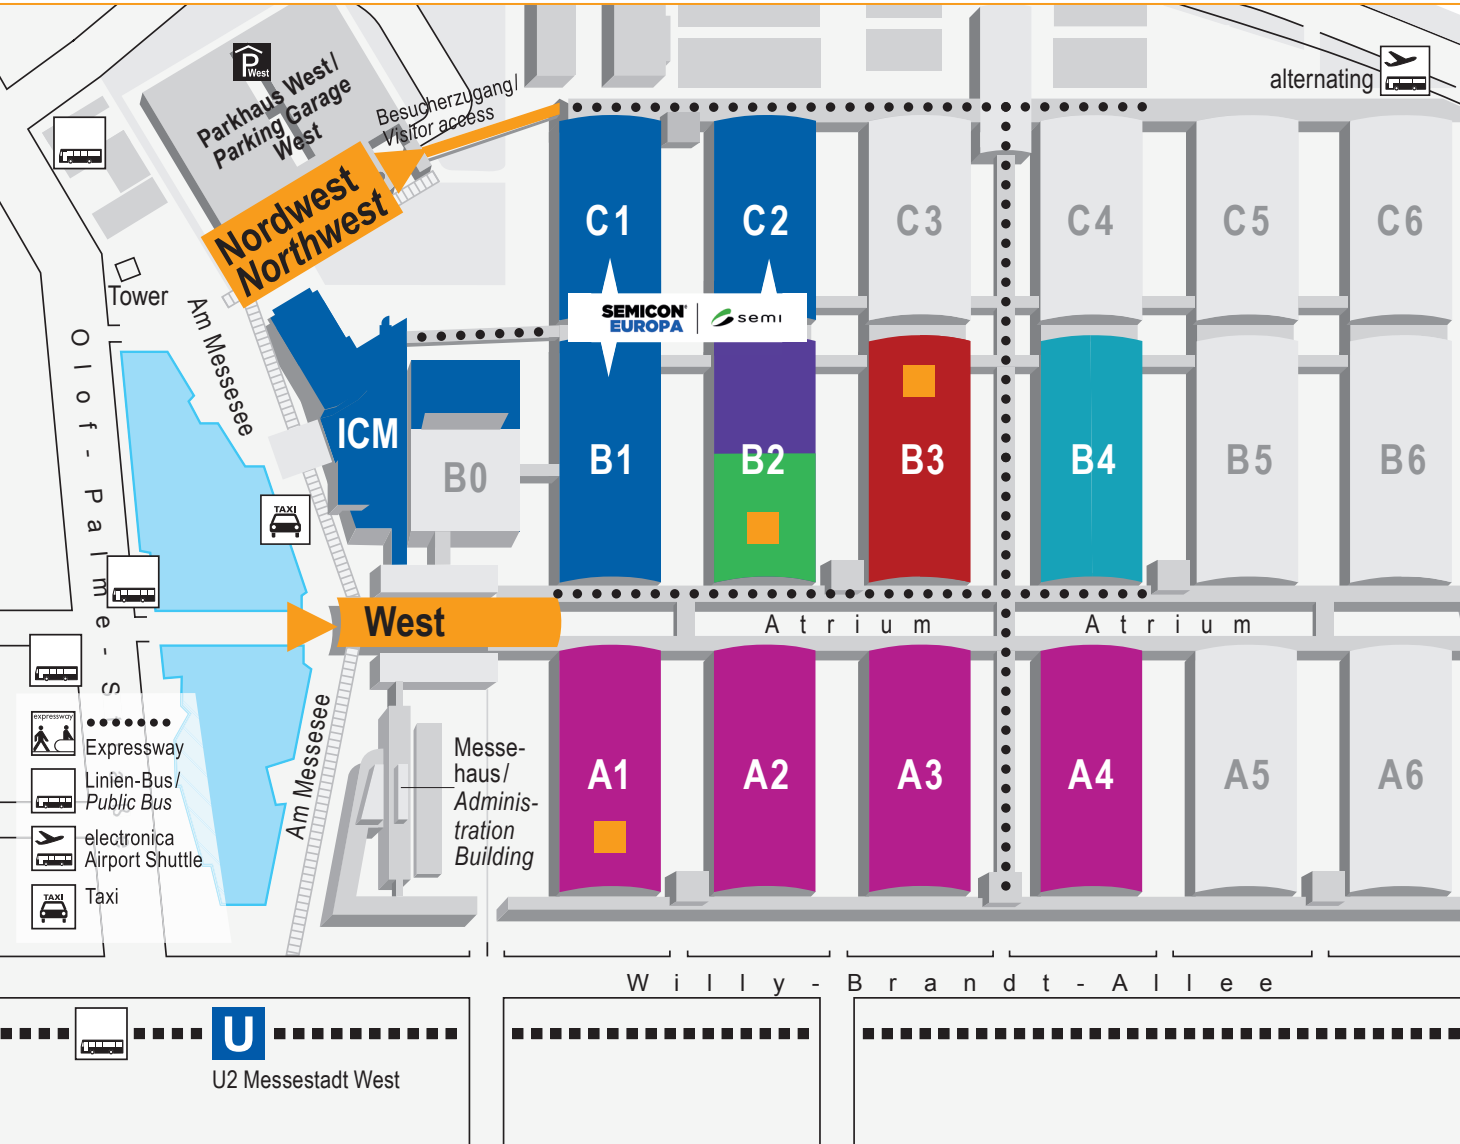 P
West
Parkhaus West/
Parking Garage
West
Besucherzugang/
Visitor access
alternating
Nordwest
Northwest
Tower
Am Messesee
C1
C2
C3
C4
C5
C6
SEMICON®
EUROPA
semi
ICM
B0
B1
B2
B3
B4
B5
B6
TAXI
Olof-Palme-S
West
Atrium
Atrium
Am Messesee
A1
A2
A3
A4
A5
A6
Messe-
haus/
Adminis-
tration
Building
expressway
Expressway
Linien-Bus/
Public Bus
electronica
Airport Shuttle
TAXI
Taxi
Willy-Brandt-Allee
U
U2 Messestadt West